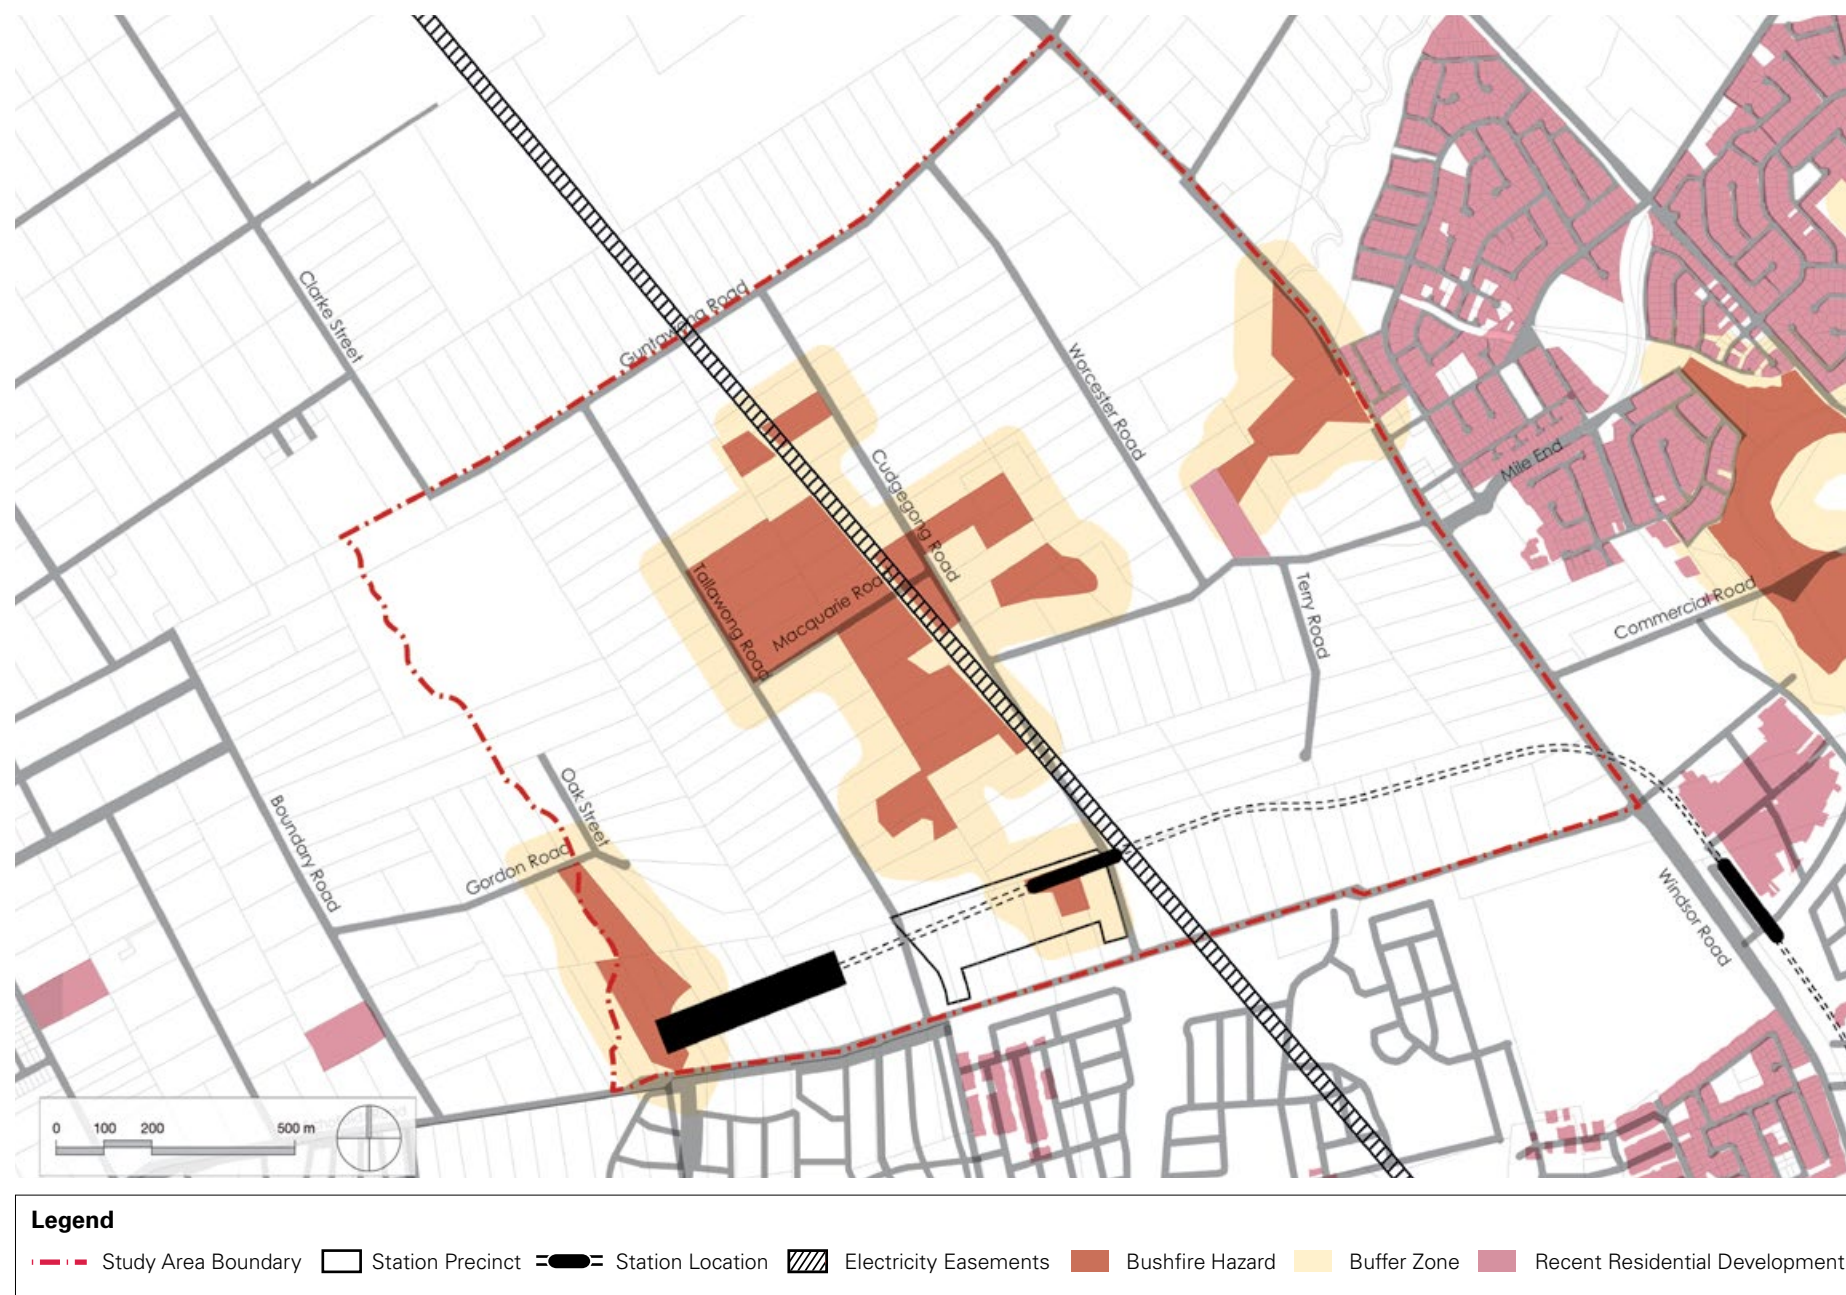 Clarke Street
Guntawong Road
Worcester Road
Cudgegong Road
Mile End
Tallawong Road
Macquarie Road
Terry Road
Commercial Road
Oak Street
Gordon Road
Boundary Road
Windsor Road
0 100 200 500 m
Legend
Study Area Boundary Station Precinct Station Location Electricity Easements Bushfire Hazard Buffer Zone Recent Residential Development